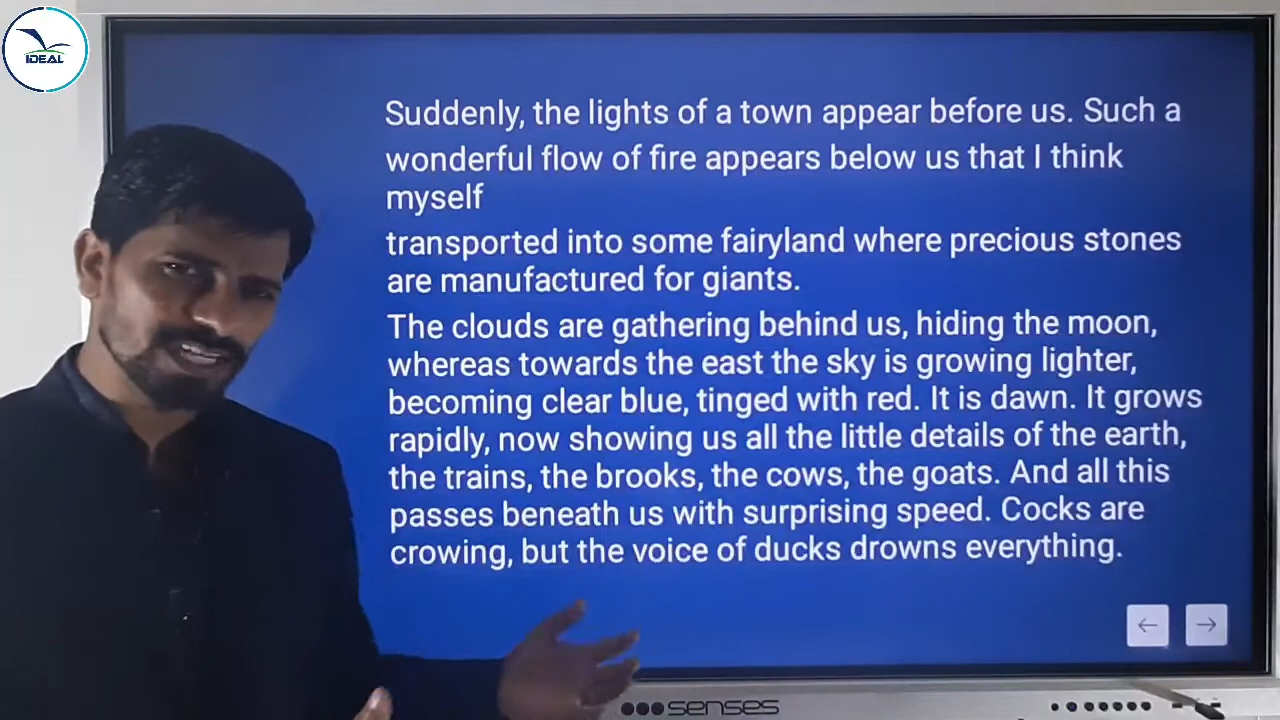 IDEAL
Suddenly, the lights of a town appear before us. Such a
wonderful flow of fire appears below us that I think
myself
transported into some fairyland where precious stones
are manufactured for giants.
The clouds are gathering behind us, hiding the moon,
whereas towards the east the sky is growing lighter,
becoming clear blue, tinged with red. It is dawn. It grows
rapidly, now showing us all the little details of the earth,
the trains, the brooks, the cows, the goats. And all this
passes beneath us with surprising speed. Cocks are
crowing, but the voice of ducks drowns everything.
senses